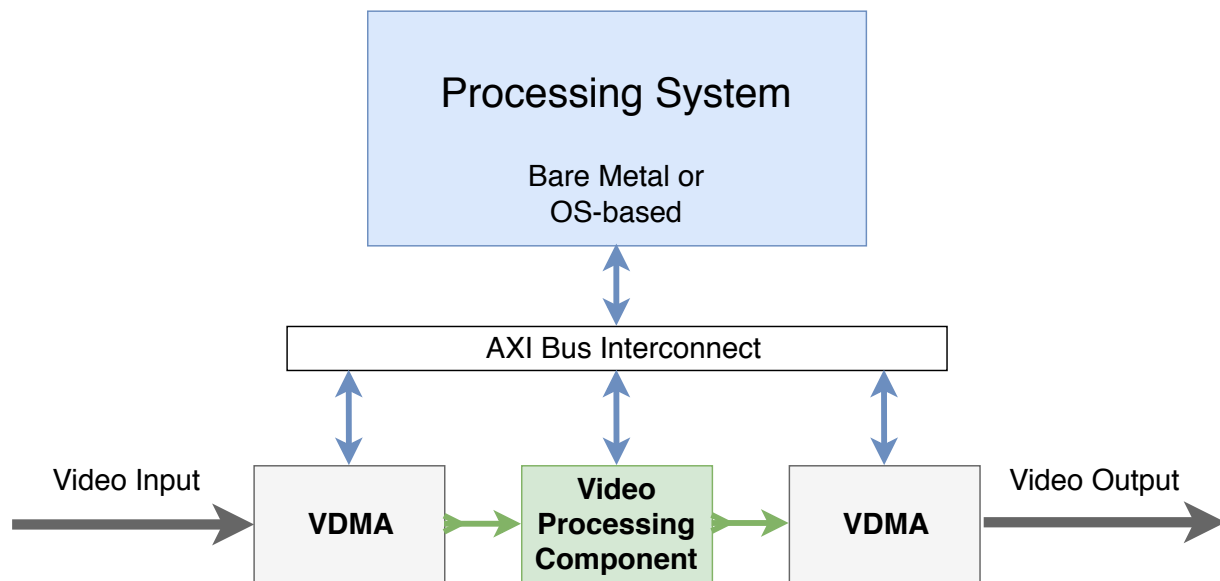 Processing System
Bare Metal or
OS-based
AXI Bus Interconnect
Video Input
VDMA
Video
Processing
Component
VDMA
Video Output